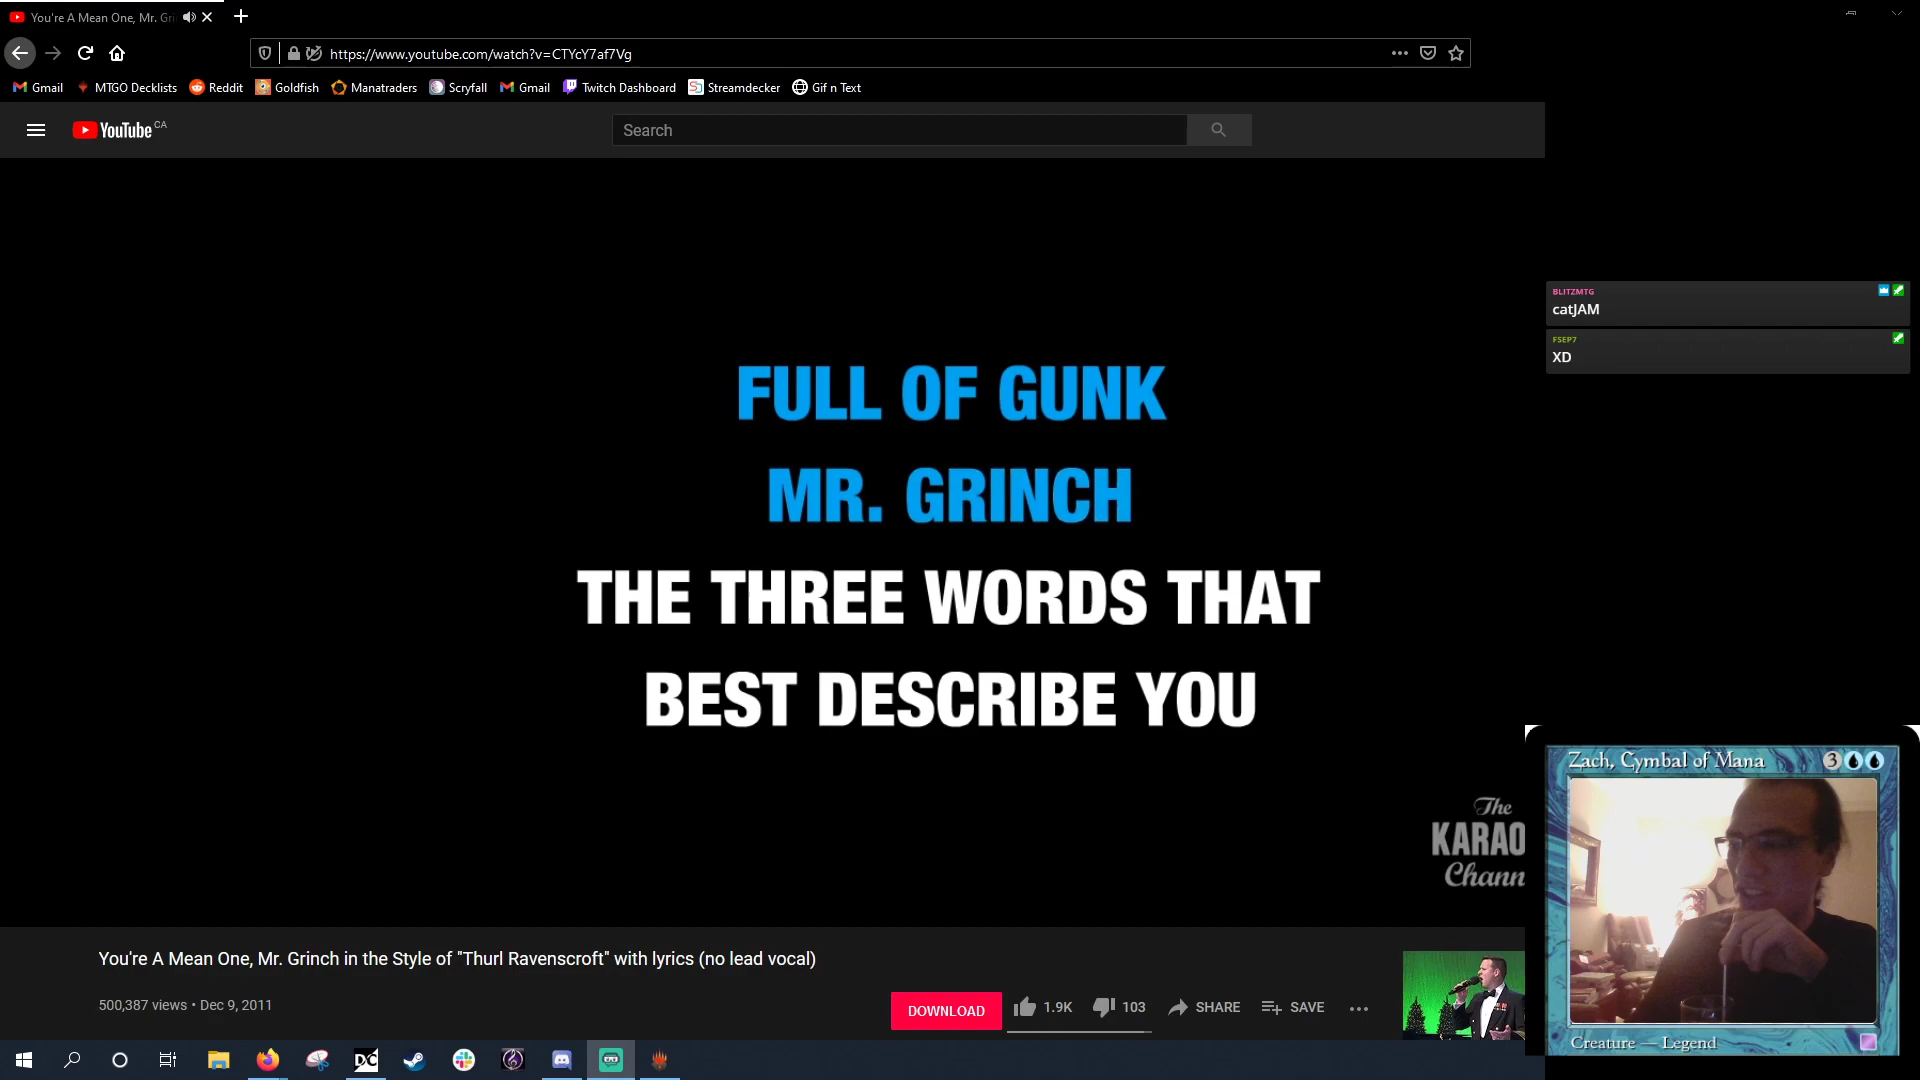 You're A Mean One, Mr. Gri
https://www.youtube.com/watch?v=CTYcY7af7Vg
Gmail MTGO Decklists Reddit Goldfish Manatraders Scryfall Gmail Twitch Dashboard Streamdecker Gif n Text
YouTube CA
Search
BLITZMTG
catJAM
FSEP7
XD
FULL OF GUNK
MR. GRINCH
THE THREE WORDS THAT
BEST DESCRIBE YOU
The
KARAO
Chann
Zach, Cymbal of Mana 3
Creature — Legend
You're A Mean One, Mr. Grinch in the Style of "Thurl Ravenscroft" with lyrics (no lead vocal)
500,387 views • Dec 9, 2011
DOWNLOAD 1.9K 103 SHARE SAVE
DC